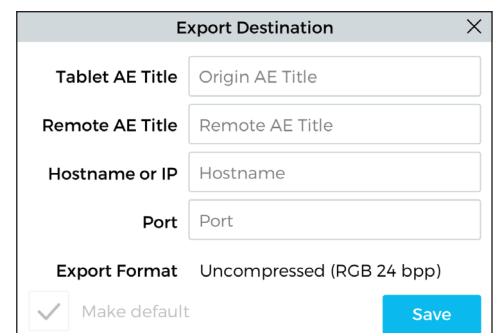 Export Destination
Tablet AE Title Origin AE Title
Remote AE Title Remote AE Title
Hostname or IP Hostname
Port Port
Export Format Uncompressed (RGB 24 bpp)
Make default Save